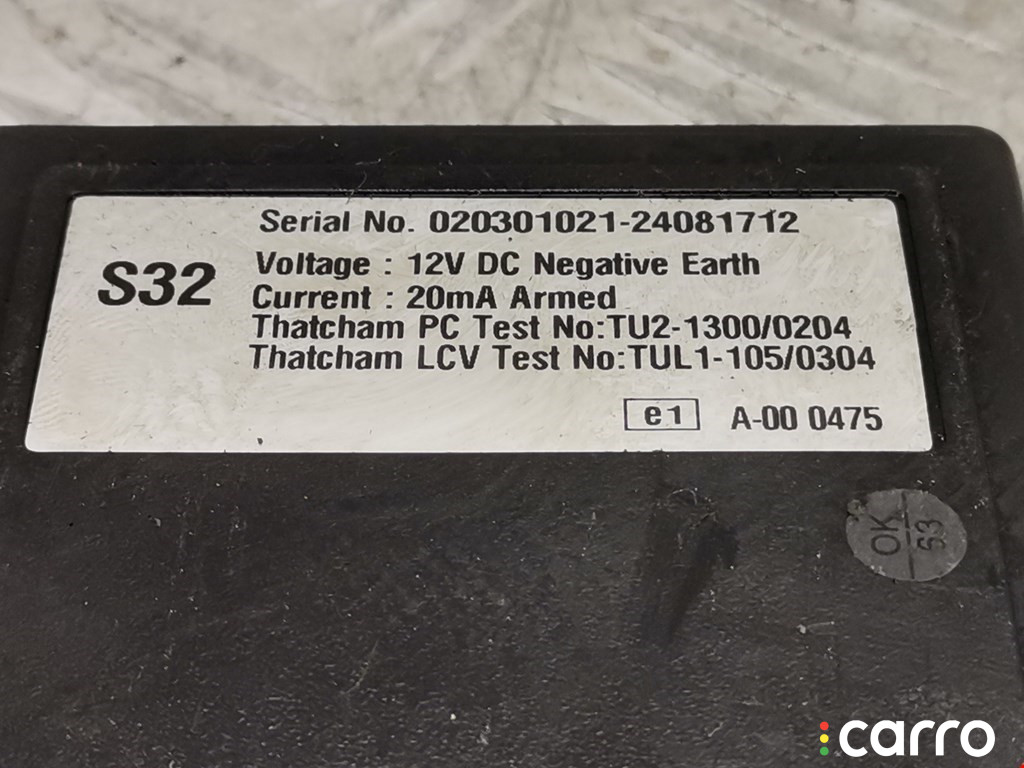 Serial No. 020301021-24081712
S32
Voltage : 12V DC Negative Earth
Current : 20mA Armed
Thatcham PC Test No:TU2-1300/0204
Thatcham LCV Test No:TUL1-105/0304
e1 A-00 0475
OK
53
carro